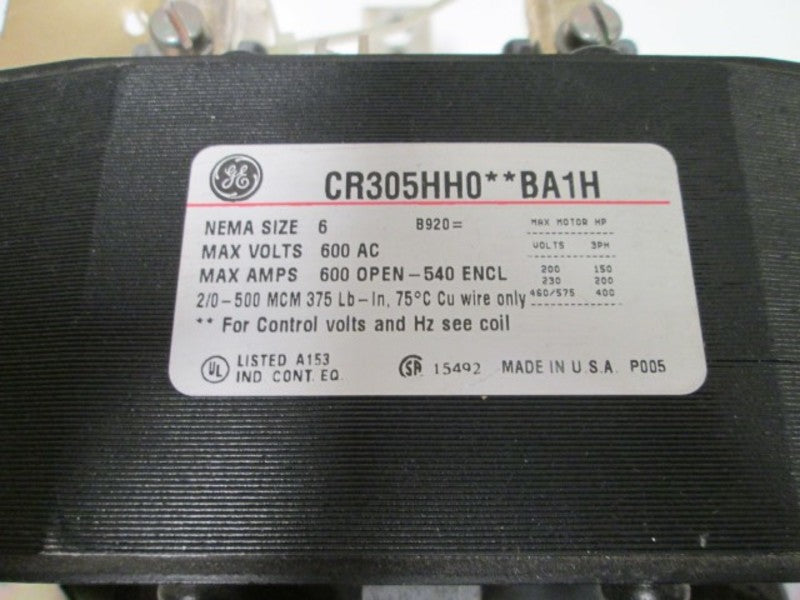 GE CR305HH0**BA1H
NEMA SIZE 6 B920=
MAX VOLTS 600 AC
MAX AMPS 600 OPEN-540 ENCL
2/0-500 MCM 375 Lb-In, 75°C Cu wire only
** For Control volts and Hz see coil
MAX MOTOR HP
VOLTS 3PH
200 150
230 200
460/575 400
UL LISTED A153
IND. CONT. EQ.
SA 15492 MADE IN U.S.A. P005